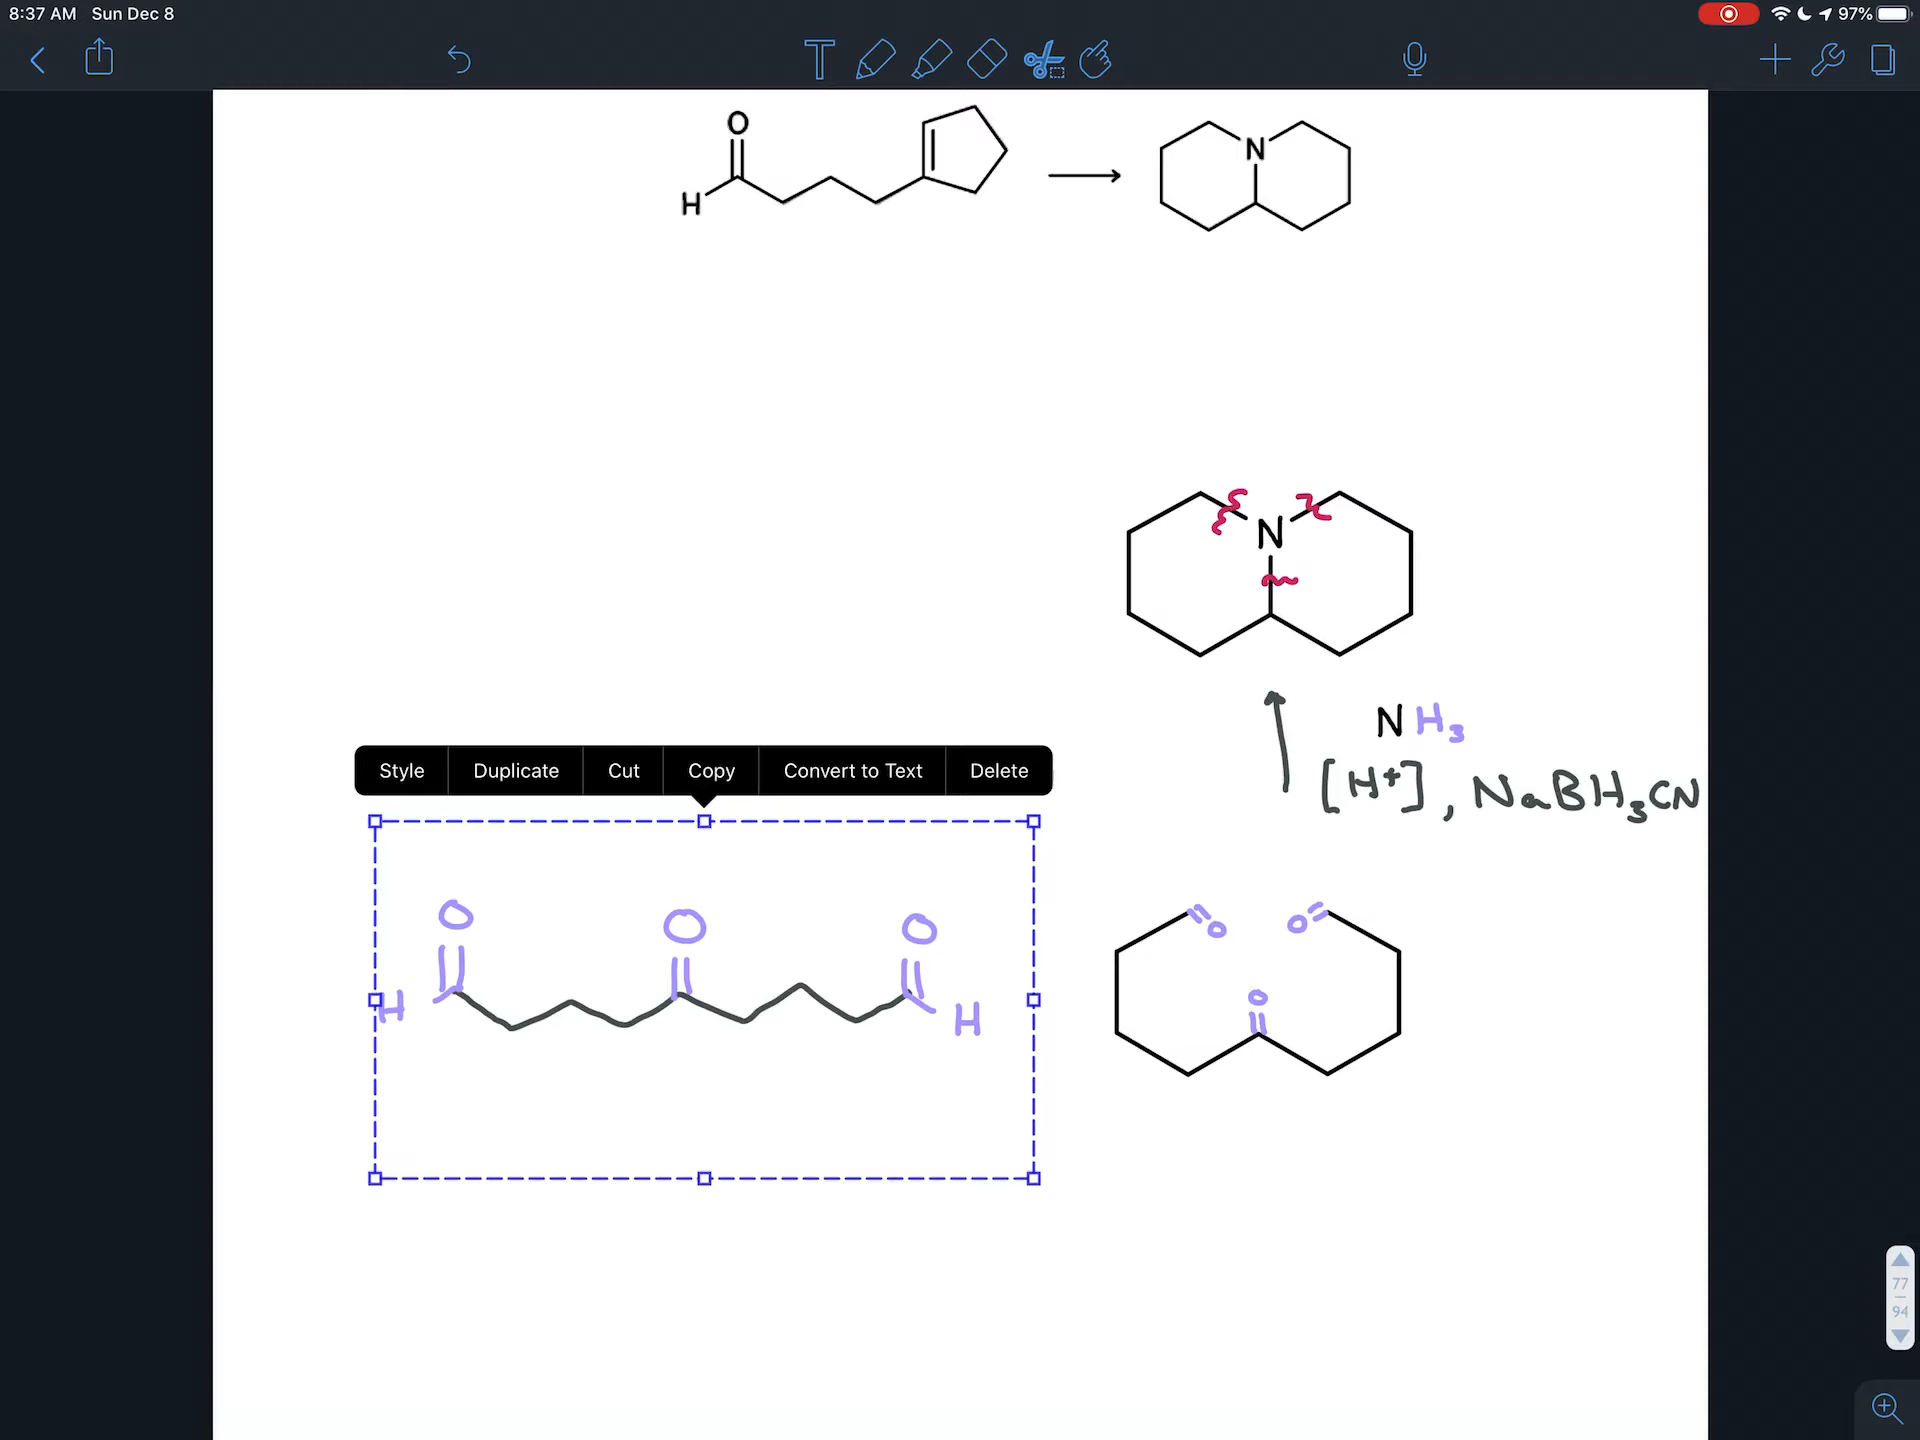 8:37 AM Sun Dec 8
97%
O
H
N
N
NH₃
[H⁺], NaBH₃CN
Style Duplicate Cut Copy Convert to Text Delete
O O O
H H
O O
O
77
94